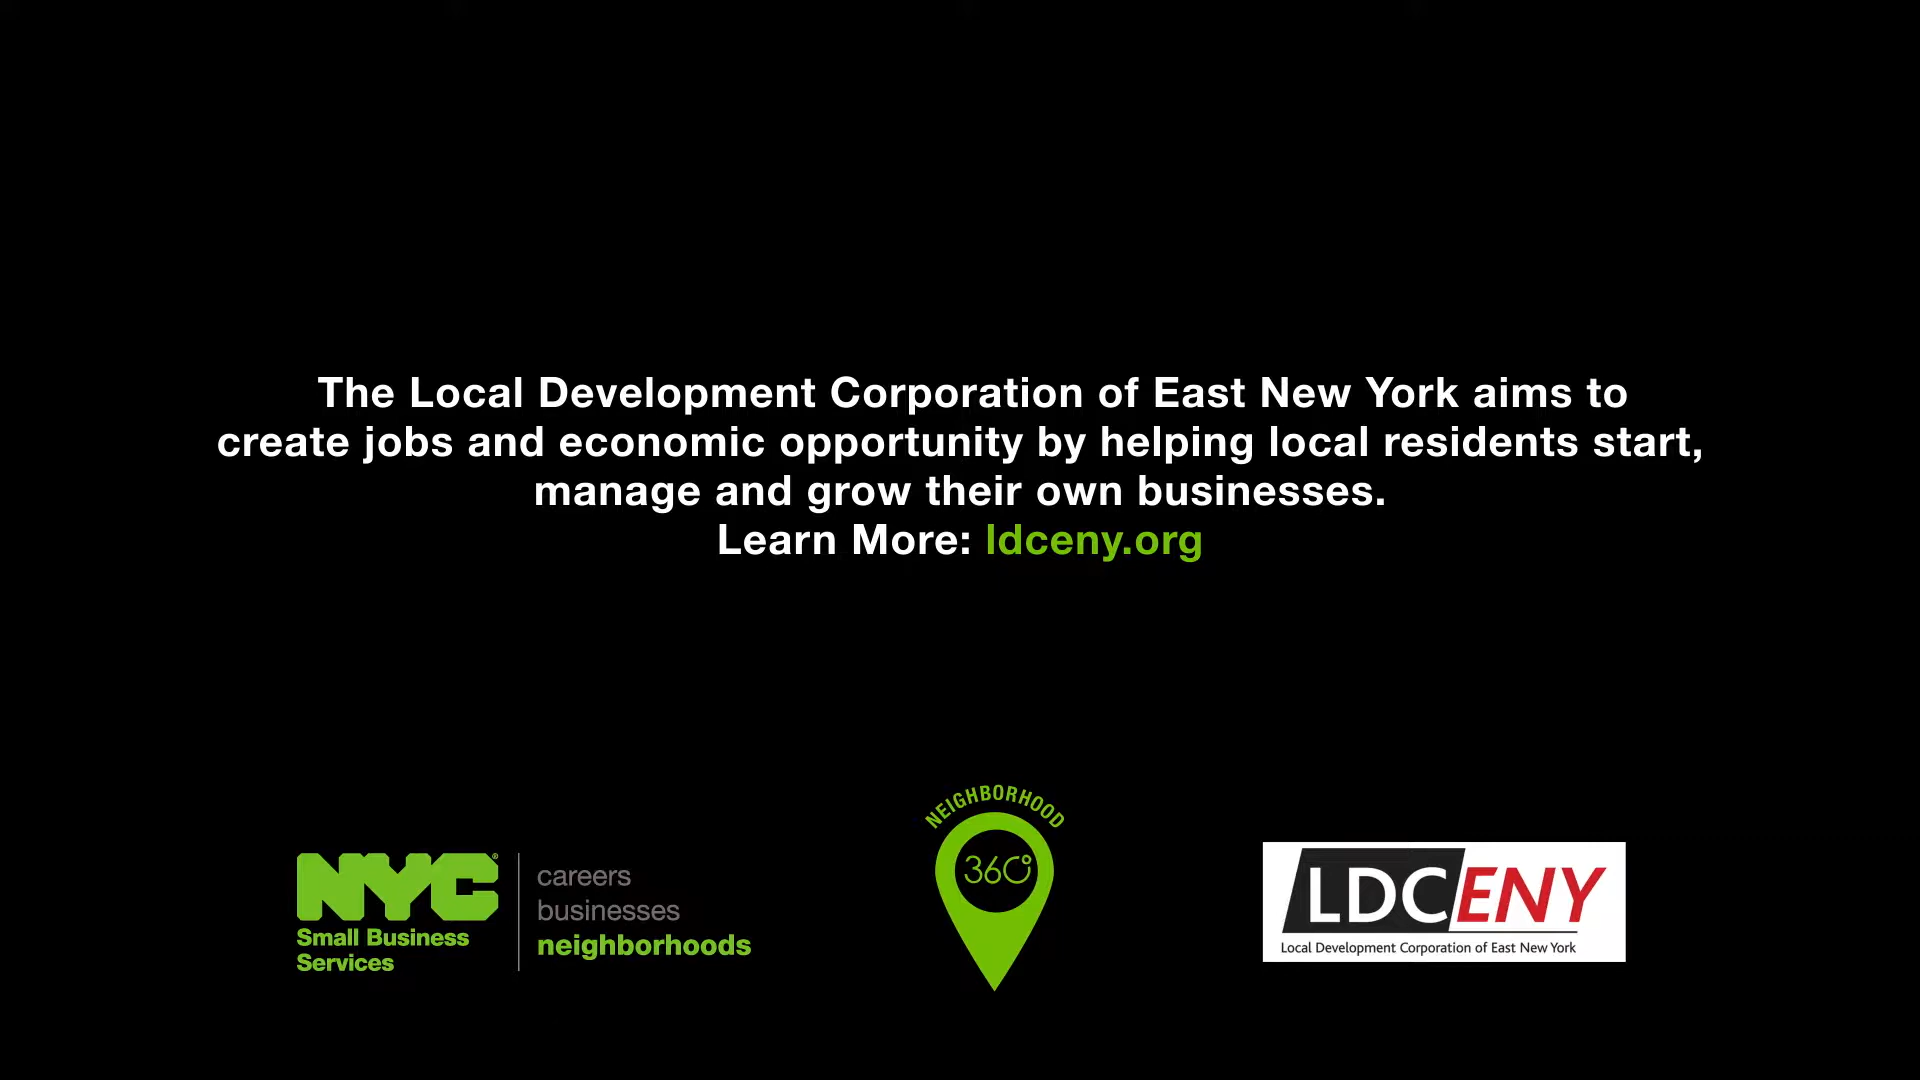 The Local Development Corporation of East New York aims to
create jobs and economic opportunity by helping local residents start,
manage and grow their own businesses.
Learn More: ldceny.org
NEIGHBORHOOD
360°
NYC®
Small Business
Services
careers
businesses
neighborhoods
LDCENY
Local Development Corporation of East New York